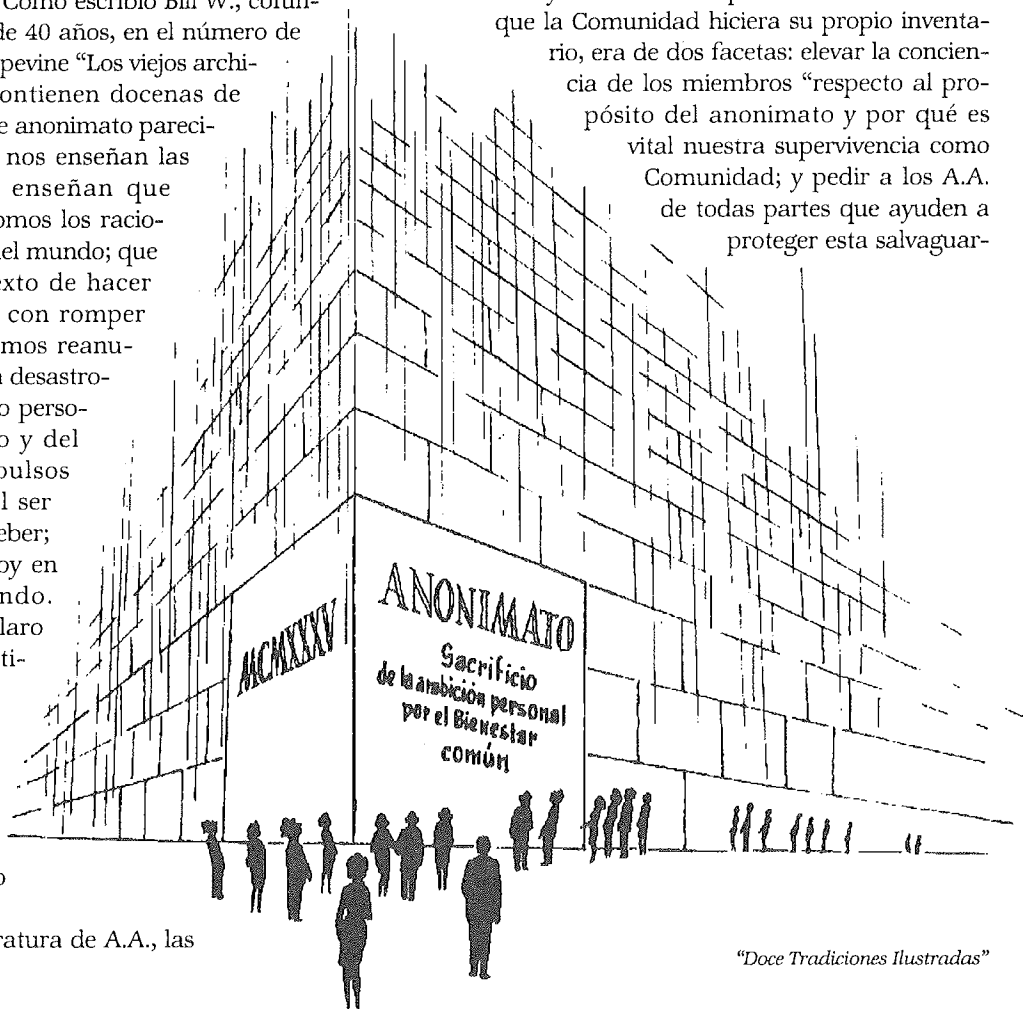 Como escribió Bill W., cofun-
de 40 años, en el número de
pevine “Los viejos archi-
ontienen docenas de
e anonimato pareci-
nos enseñan las
enseñan que
omos los racio-
el mundo; que
exto de hacer
con romper
mos reanu-
desastro-
o perso-
o y del
pulsos
l ser
eber;
oy en
ndo.
laro
ti-
o
ratura de A.A., las
que la Comunidad hiciera su propio inventa-
rio, era de dos facetas: elevar la concien-
cia de los miembros “respecto al pro-
pósito del anonimato y por qué es
vital nuestra supervivencia como
Comunidad; y pedir a los A.A.
de todas partes que ayuden a
proteger esta salvaguar-
MCMXXXV
ANONIMATO
Sacrificio
de la ambición personal
por el Bienestar
común
“Doce Tradiciones Ilustradas”